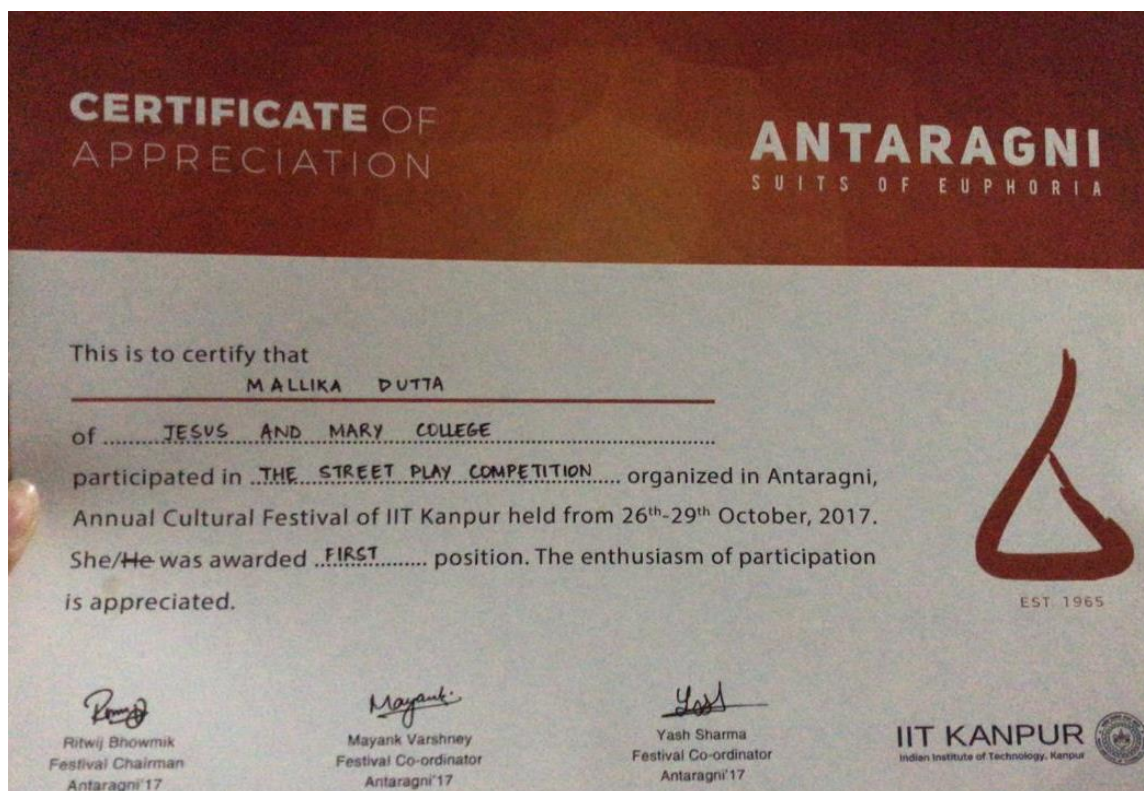 CERTIFICATE OF
APPRECIATION
ANTARAGNI
SUITS OF EUPHORIA
This is to certify that
MALLIKA DUTTA
of JESUS AND MARY COLLEGE
participated in THE STREET PLAY COMPETITION organized in Antaragni,
Annual Cultural Festival of IIT Kanpur held from 26th-29th October, 2017.
She/He was awarded FIRST position. The enthusiasm of participation
is appreciated.
EST. 1965
Mayank
Ritwij Bhowmik
Festival Chairman
Antaragni'17
Mayank Varshney
Festival Co-ordinator
Antaragni'17
Yash Sharma
Festival Co-ordinator
Antaragni'17
IIT KANPUR
Indian Institute of Technology, Kanpur